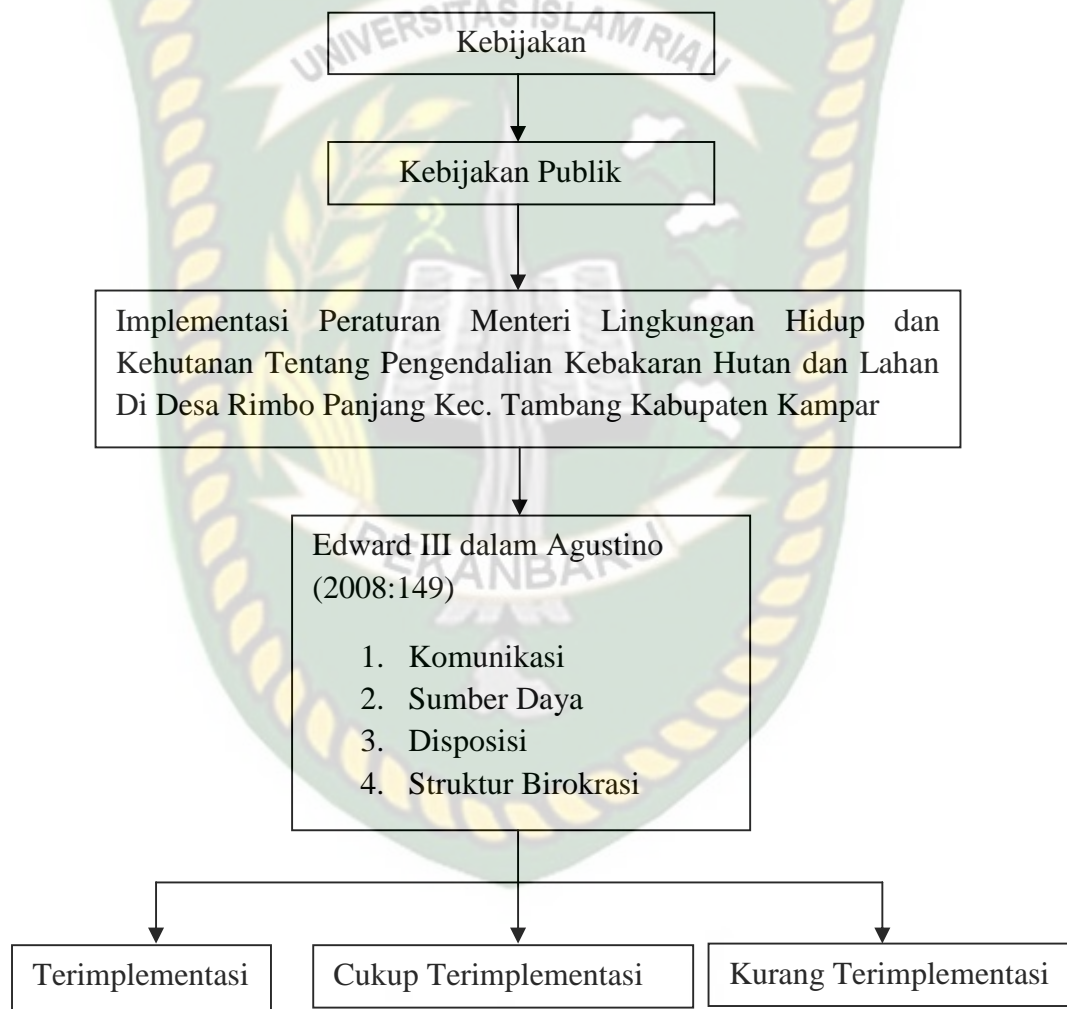 UNIVERSITAS ISLAM RIAU
Kebijakan
Kebijakan Publik
Implementasi Peraturan Menteri Lingkungan Hidup dan
Kehutanan Tentang Pengendalian Kebakaran Hutan dan Lahan
Di Desa Rimbo Panjang Kec. Tambang Kabupaten Kampar
Edward III dalam Agustino
(2008:149)
PEKANBARU
1. Komunikasi
2. Sumber Daya
3. Disposisi
4. Struktur Birokrasi
Terimplementasi
Cukup Terimplementasi
Kurang Terimplementasi